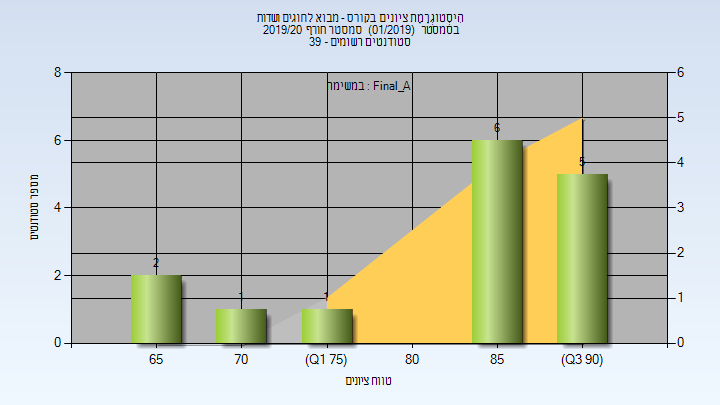 היסטוגרמת ציונים בקורס - מבוא לחוגים ושדות
בסמסטר (01/2019) סמסטר חורף 2019/20
סטודנטים רשומים - 39
במשימה : Final_A
8
6
4
2
0
6
5
4
3
2
1
0
2
1
1
6
5
65
70
(Q1 75)
80
85
(Q3 90)
מספר סטודנטים
טווח ציונים